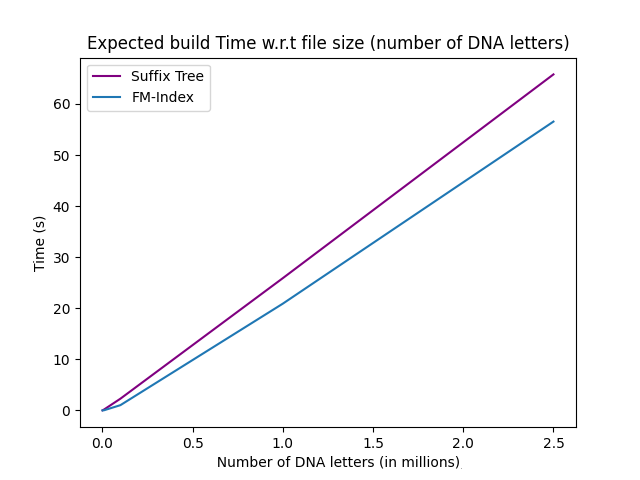 Expected build Time w.r.t file size (number of DNA letters)
Suffix Tree
FM-Index
Time (s)
60
50
40
30
20
10
0
0.0 0.5 1.0 1.5 2.0 2.5
Number of DNA letters (in millions)